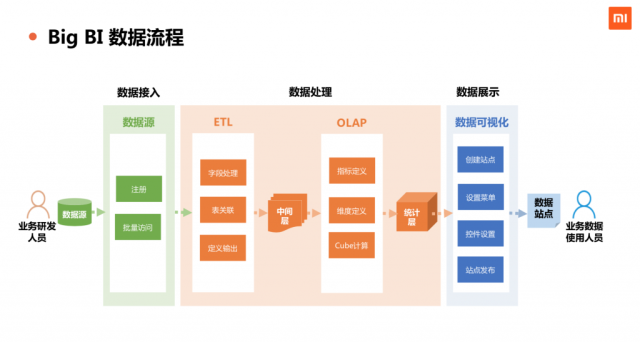 Big BI 数据流程
mi
数据接入
数据处理
数据展示
数据源
ETL
OLAP
数据可视化
业务研发
人员
数据源
注册
批量访问
字段处理
表关联
定义输出
中间
层
指标定义
维度定义
Cube计算
统计
层
创建站点
设置菜单
控件设置
站点发布
数据
站点
业务数据
使用人员